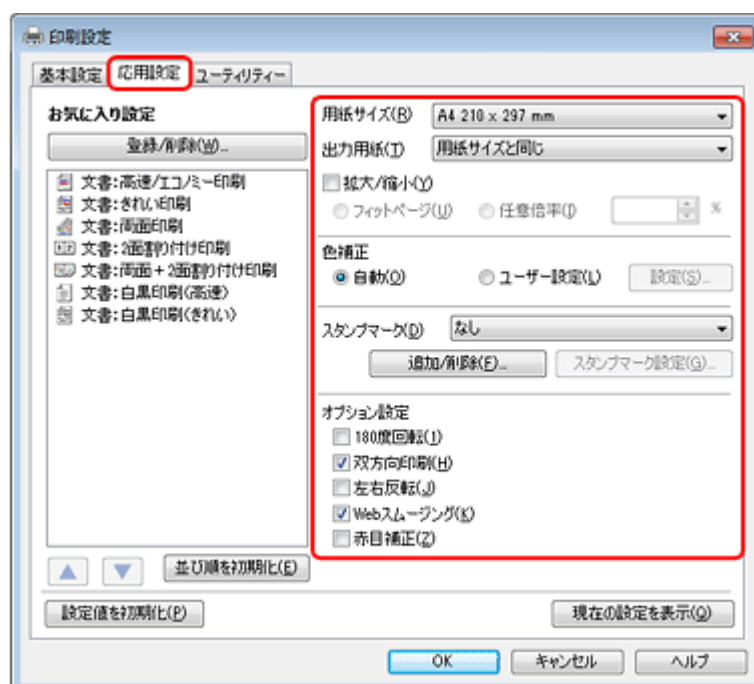 印刷設定
基本設定 応用設定 ユーティリティー
お気に入り設定
登録/削除(W)...
文書:高速/エコノミー印刷
文書:きれい印刷
文書:両面印刷
文書:2面割り付け印刷
文書:両面+2面割り付け印刷
文書:白黒印刷(高速)
文書:白黒印刷(きれい)
並び順を初期化(E)
用紙サイズ(R) A4 210 x 297 mm
出力用紙(T) 用紙サイズと同じ
拡大/縮小(Y)
フィットページ(U) 任意倍率(I) %
色補正
自動(O) ユーザー設定(L) 設定(S)...
スタンプマーク(D) なし
追加/削除(F)... スタンプマーク設定(G)...
オプション設定
180度回転(1)
双方向印刷(H)
左右反転(J)
Webスムージング(K)
赤目補正(Z)
設定値を初期化(P) 現在の設定を表示(Q)
OK キャンセル ヘルプ